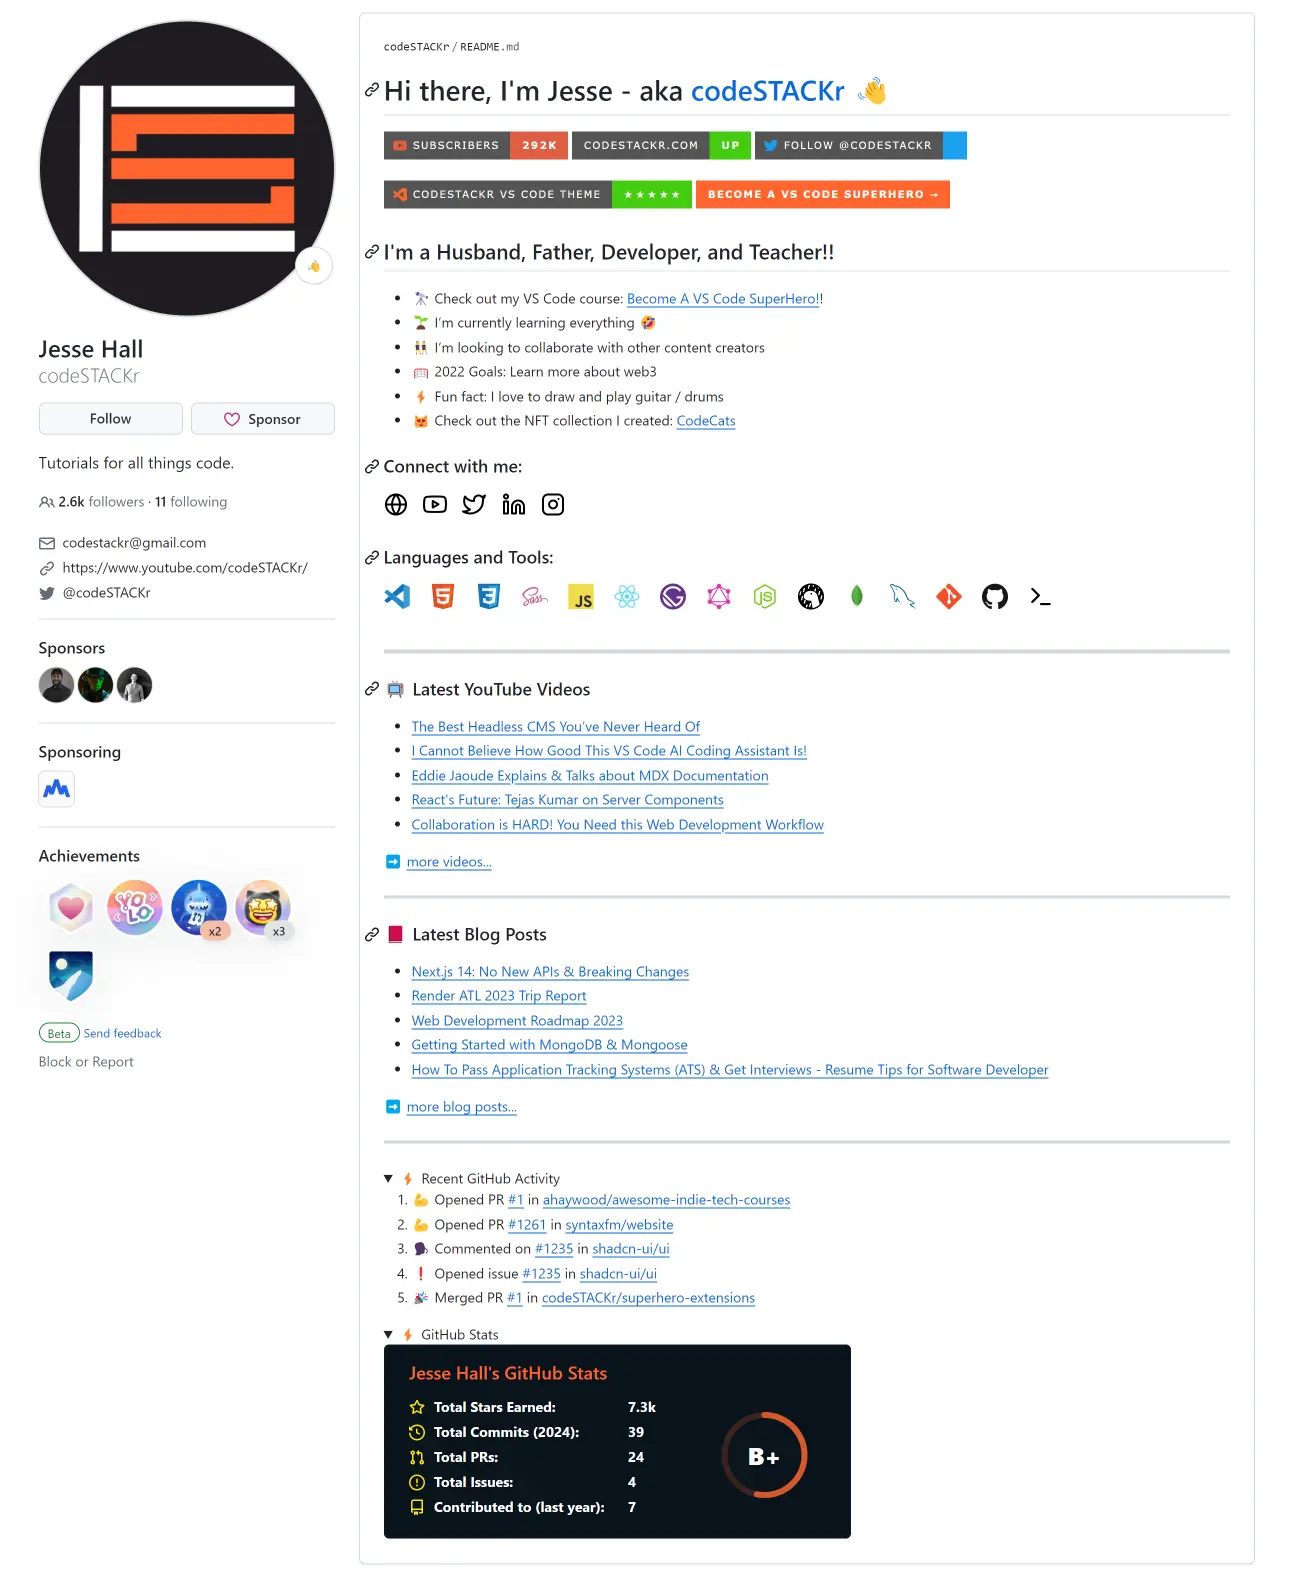 Jesse Hall
codeSTACKr
Follow
Sponsor
Tutorials for all things code.
2.6k followers · 11 following
codestackr@gmail.com
https://www.youtube.com/codeSTACKr/
@codeSTACKr
Sponsors
Sponsoring
Achievements
YOLO
x2
x3
Beta Send feedback
Block or Report
codeSTACKr / README.md
Hi there, I'm Jesse - aka codeSTACKr 👋
SUBSCRIBERS 292K
CODESTACKR.COM UP
FOLLOW @CODESTACKR
CODESTACKR VS CODE THEME ★★★★★
BECOME A VS CODE SUPERHERO →
I'm a Husband, Father, Developer, and Teacher!!
• 🔭 Check out my VS Code course: Become A VS Code SuperHero!!
• 🌱 I'm currently learning everything 🤣
• 👯 I'm looking to collaborate with other content creators
• 🥅 2022 Goals: Learn more about web3
• ⚡ Fun fact: I love to draw and play guitar / drums
• 😻 Check out the NFT collection I created: CodeCats
Connect with me:
in
Languages and Tools:
5
3
Sass
JS
G
JS
>_
📺 Latest YouTube Videos
• The Best Headless CMS You've Never Heard Of
• I Cannot Believe How Good This VS Code AI Coding Assistant Is!
• Eddie Jaoude Explains & Talks about MDX Documentation
• React's Future: Tejas Kumar on Server Components
• Collaboration is HARD! You Need this Web Development Workflow
➡️ more videos...
📕 Latest Blog Posts
• Next.js 14: No New APIs & Breaking Changes
• Render ATL 2023 Trip Report
• Web Development Roadmap 2023
• Getting Started with MongoDB & Mongoose
• How To Pass Application Tracking Systems (ATS) & Get Interviews - Resume Tips for Software Developer
➡️ more blog posts...
▼ ⚡ Recent GitHub Activity
1. 💪 Opened PR #1 in ahaywood/awesome-indie-tech-courses
2. 💪 Opened PR #1261 in syntaxfm/website
3. 🗣 Commented on #1235 in shadcn-ui/ui
4. ❗ Opened issue #1235 in shadcn-ui/ui
5. 🎉 Merged PR #1 in codeSTACKr/superhero-extensions
▼ ⚡ GitHub Stats
Jesse Hall's GitHub Stats
Total Stars Earned: 7.3k
Total Commits (2024): 39
Total PRs: 24
Total Issues: 4
Contributed to (last year): 7
B+